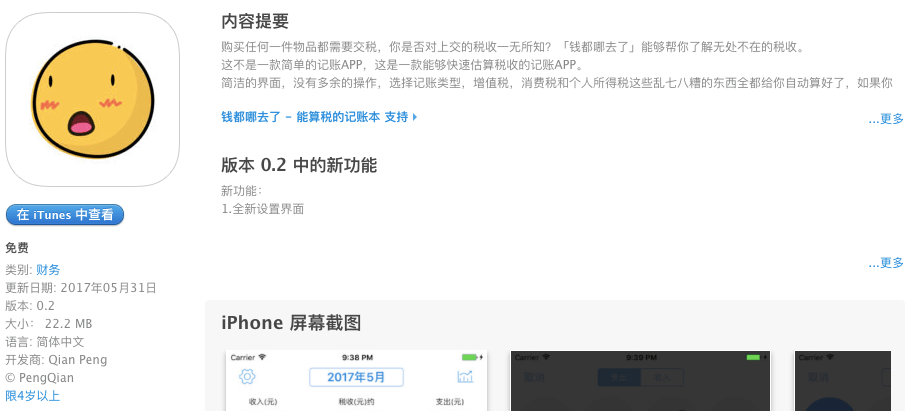 内容提要
购买任何一件物品都需要交税，你是否对上交的税收一无所知？「钱都哪去了」能够帮你了解无处不在的税收。
这不是一款简单的记账APP，这是一款能够快速估算税收的记账APP。
简洁的界面，没有多余的操作，选择记账类型，增值税，消费税和个人所得税这些乱七八糟的东西全都给你自动算好了，如果你
钱都哪去了 - 能算税的记账本 支持
...更多
版本 0.2 中的新功能
新功能：
1.全新设置界面
...更多
在 iTunes 中查看
免费
类别: 财务
更新日期: 2017年05月31日
版本: 0.2
大小： 22.2 MB
语言: 简体中文
开发商: Qian Peng
© PengQian
限4岁以上
iPhone 屏幕截图
Carrier 9:38 PM
2017年5月
收入(元) 税收(元)约 支出(元)
Carrier 9:39 PM
取消
Carrier
取消